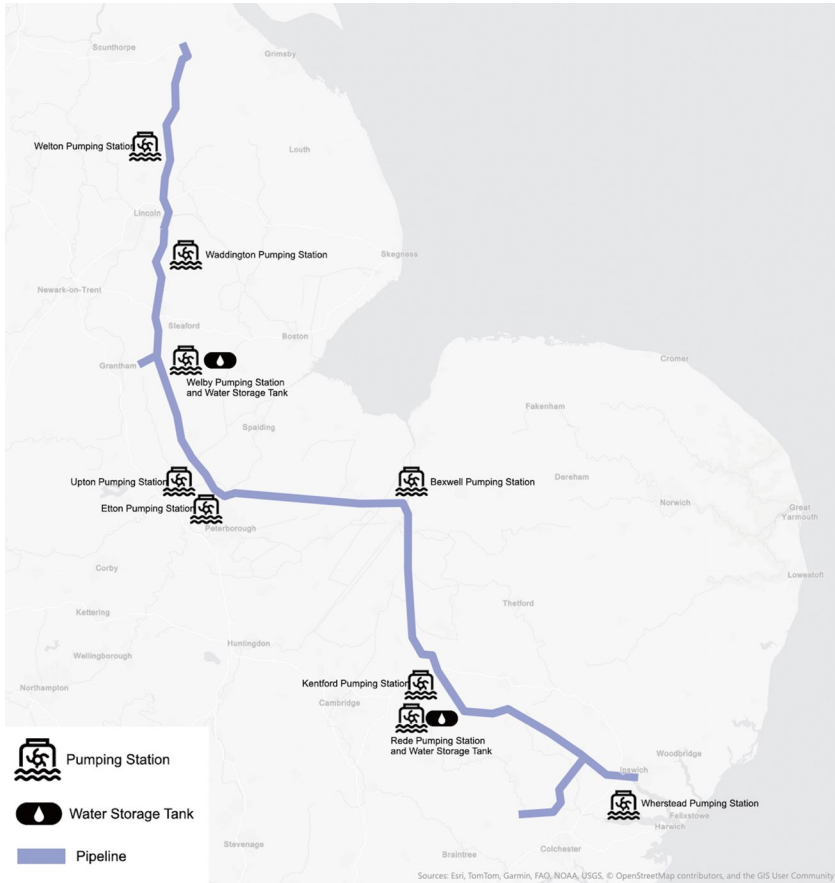 Scunthorpe
Grimsby
Welton Pumping Station
Louth
Lincoln
Waddington Pumping Station
Skegness
Newark-on-Trent
Sleaford
Boston
Cromer
Grantham
Welby Pumping Station
and Water Storage Tank
Fakenham
Spalding
Upton Pumping Station
Bexwell Pumping Station
Dereham
Etton Pumping Station
Norwich
Great
Yarmouth
Peterborough
Corby
Lowestoft
Thetford
Kettering
Huntingdon
Wellingborough
Kentford Pumping Station
Northampton
Cambridge
Rede Pumping Station
and Water Storage Tank
Woodbridge
Pumping Station
Ipswich
Wherstead Pumping Station
Water Storage Tank
Felixstowe
Harwich
Stevenage
Colchester
Pipeline
Braintree
Sources: Esri, TomTom, Garmin, FAO, NOAA, USGS, © OpenStreetMap contributors, and the GIS User Community